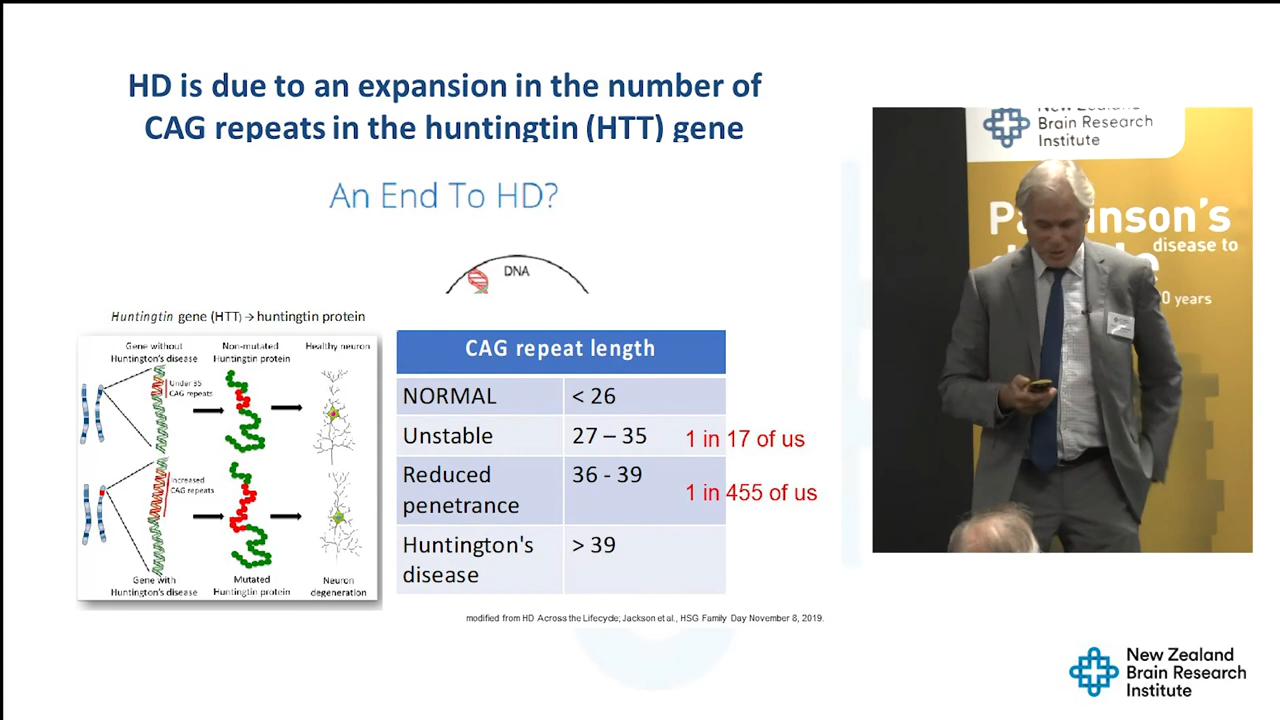 HD is due to an expansion in the number of
CAG repeats in the huntingtin (HTT) gene
An End To HD?
DNA
Huntingtin gene (HTT) → huntingtin protein
Gene without
Huntington's disease
Non-mutated
Huntingtin protein
Healthy neuron
Under 35
CAG repeats
Increased
CAG repeats
Gene with
Huntington's disease
Mutated
Huntingtin protein
Neuron
degeneration
CAG repeat length
NORMAL < 26
Unstable 27 – 35 1 in 17 of us
Reduced
penetrance 36 - 39 1 in 455 of us
Huntington's
disease > 39
modified from HD Across the Lifecycle; Jackson et al., HSG Family Day November 8, 2019.
New Zealand
Brain Research
Institute
disease to
0 years
New Zealand
Brain Research
Institute